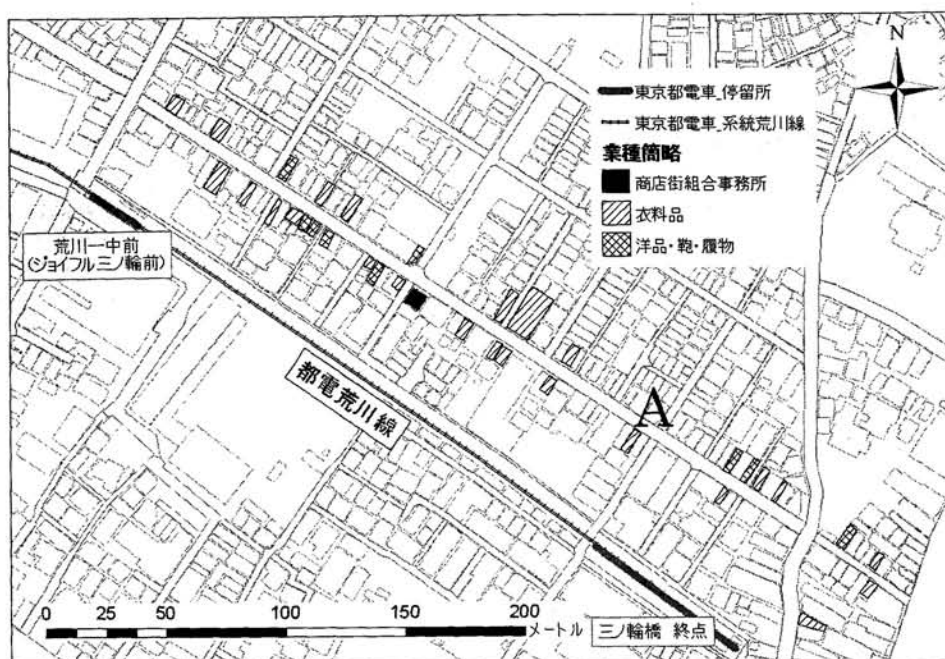 N
東京都電車_停留所
東京都電車_系統荒川線
業種簡略
商店街組合事務所
衣料品
洋品・鞄・履物
荒川一中前
(ジョイフル三ノ輪前)
都電荒川線
A
0 25 50 100 150 200
メートル
三ノ輪橋 終点